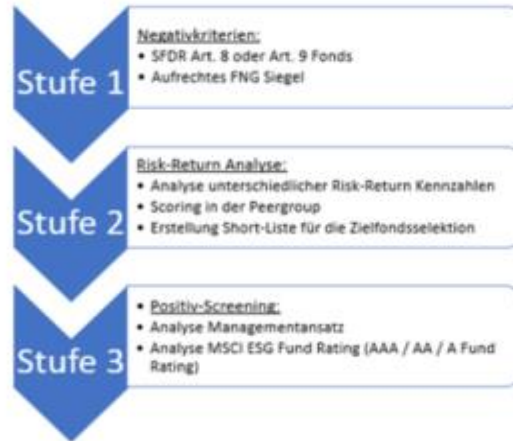 Stufe 1
Negativkriterien:
• SFDR Art. 8 oder Art. 9 Fonds
• Aufrechtes FNG Siegel
Stufe 2
Risk-Return Analyse:
• Analyse unterschiedlicher Risk-Return Kennzahlen
• Scoring in der Peergroup
• Erstellung Short-Liste für die Zielfondsselektion
Stufe 3
• Positiv-Screening:
• Analyse Managementansatz
• Analyse MSCI ESG Fund Rating (AAA / AA / A Fund
Rating)